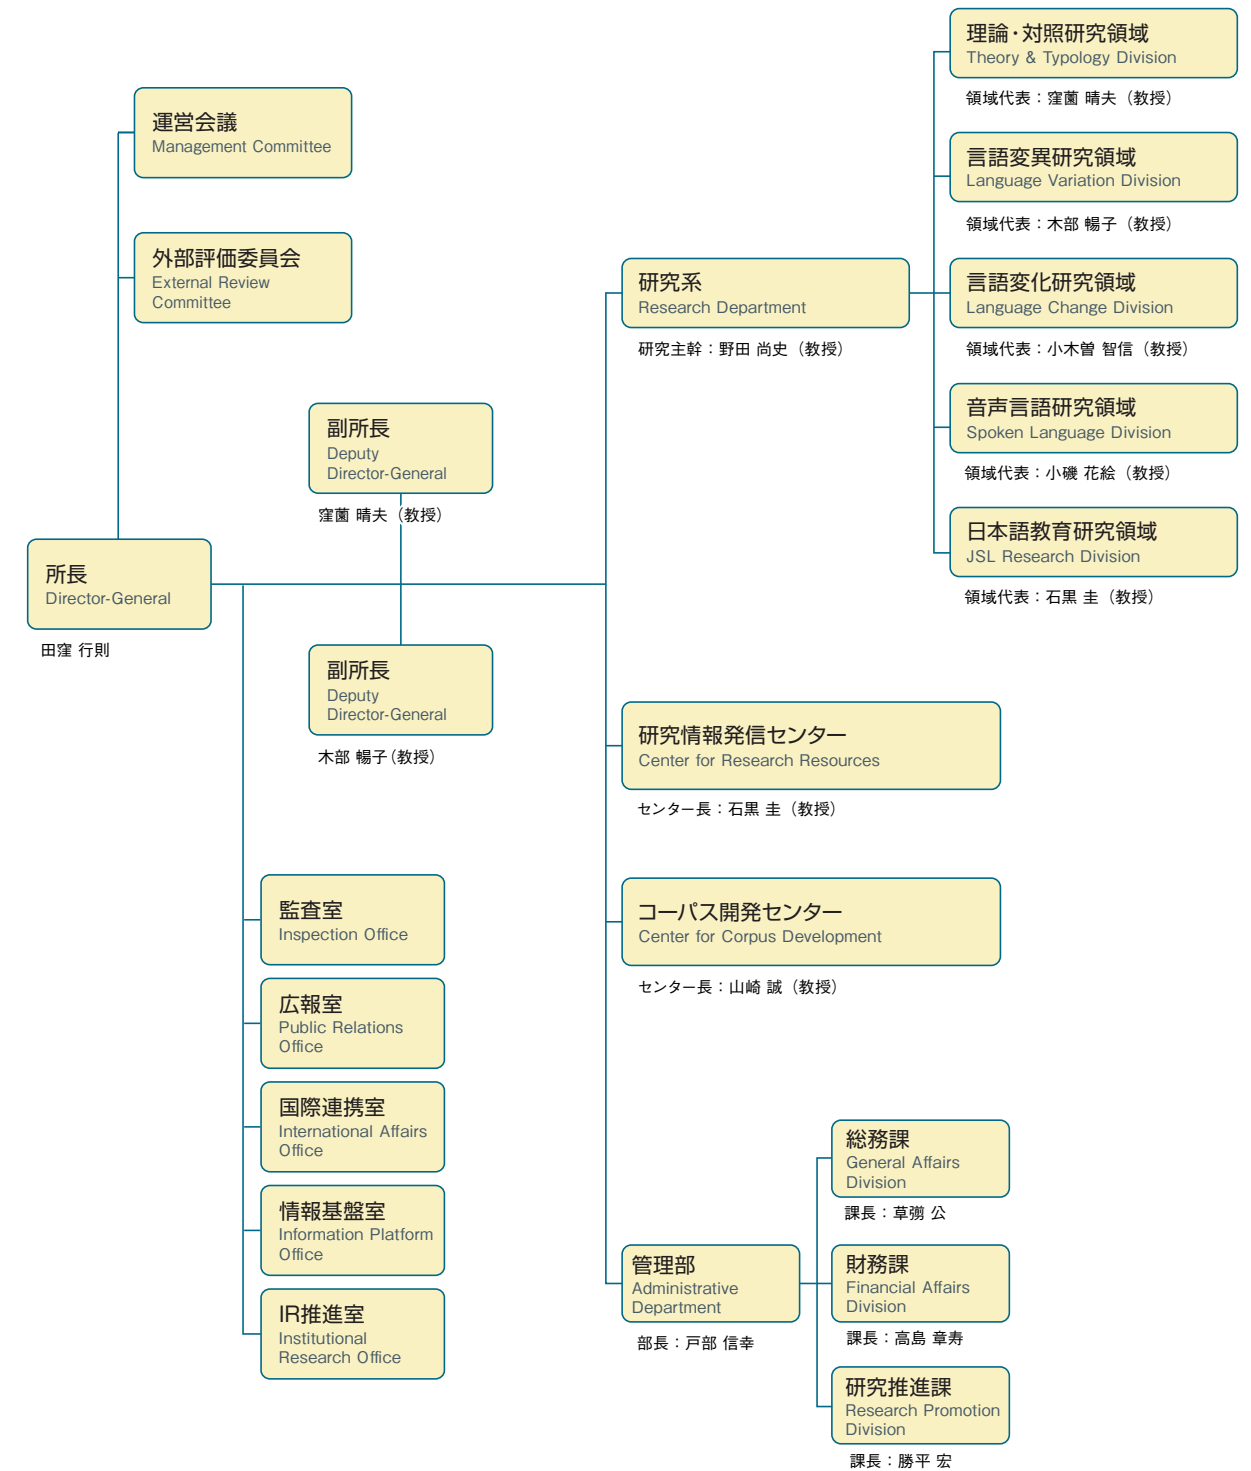 運営会議
Management Committee
外部評価委員会
External Review
Committee
副所長
Deputy
Director-General
窪薗 晴夫（教授）
所長
Director-General
田窪 行則
副所長
Deputy
Director-General
木部 暢子（教授）
監査室
Inspection Office
広報室
Public Relations
Office
国際連携室
International Affairs
Office
情報基盤室
Information Platform
Office
IR推進室
Institutional
Research Office
研究系
Research Department
研究主幹：野田 尚史（教授）
理論・対照研究領域
Theory & Typology Division
領域代表：窪薗 晴夫（教授）
言語変異研究領域
Language Variation Division
領域代表：木部 暢子（教授）
言語変化研究領域
Language Change Division
領域代表：小木曽 智信（教授）
音声言語研究領域
Spoken Language Division
領域代表：小磯 花絵（教授）
日本語教育研究領域
JSL Research Division
領域代表：石黒 圭（教授）
研究情報発信センター
Center for Research Resources
センター長：石黒 圭（教授）
コーパス開発センター
Center for Corpus Development
センター長：山崎 誠（教授）
管理部
Administrative
Department
部長：戸部 信幸
総務課
General Affairs
Division
課長：草彅 公
財務課
Financial Affairs
Division
課長：高島 章寿
研究推進課
Research Promotion
Division
課長：勝平 宏